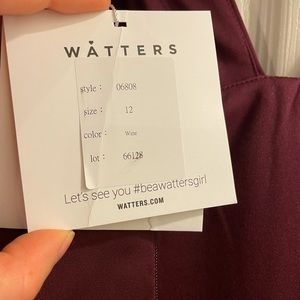 WATTERS
style : 06808
size : 12
color : Wine
lot : 66128
Let's see you #beawattersgirl
WATTERS.COM